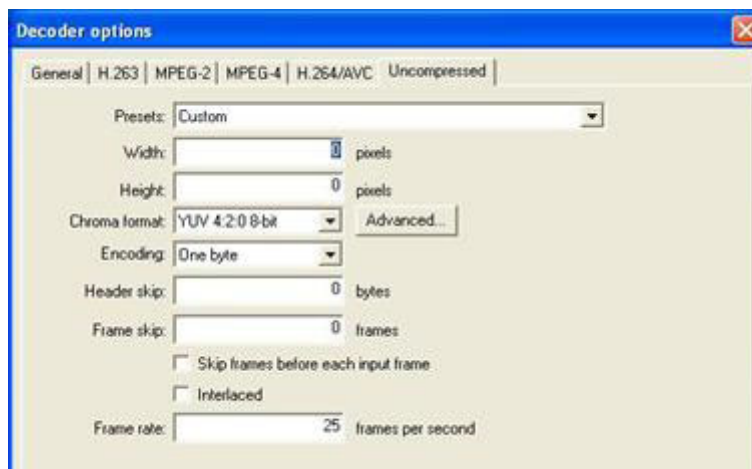 Decoder options
General H.263 MPEG-2 MPEG-4 H.264/AVC Uncompressed
Presets: Custom
Width: 0 pixels
Height: 0 pixels
Chroma format: YUV 4:2:0 8-bit Advanced...
Encoding: One byte
Header skip: 0 bytes
Frame skip: 0 frames
Skip frames before each input frame
Interlaced
Frame rate: 25 frames per second